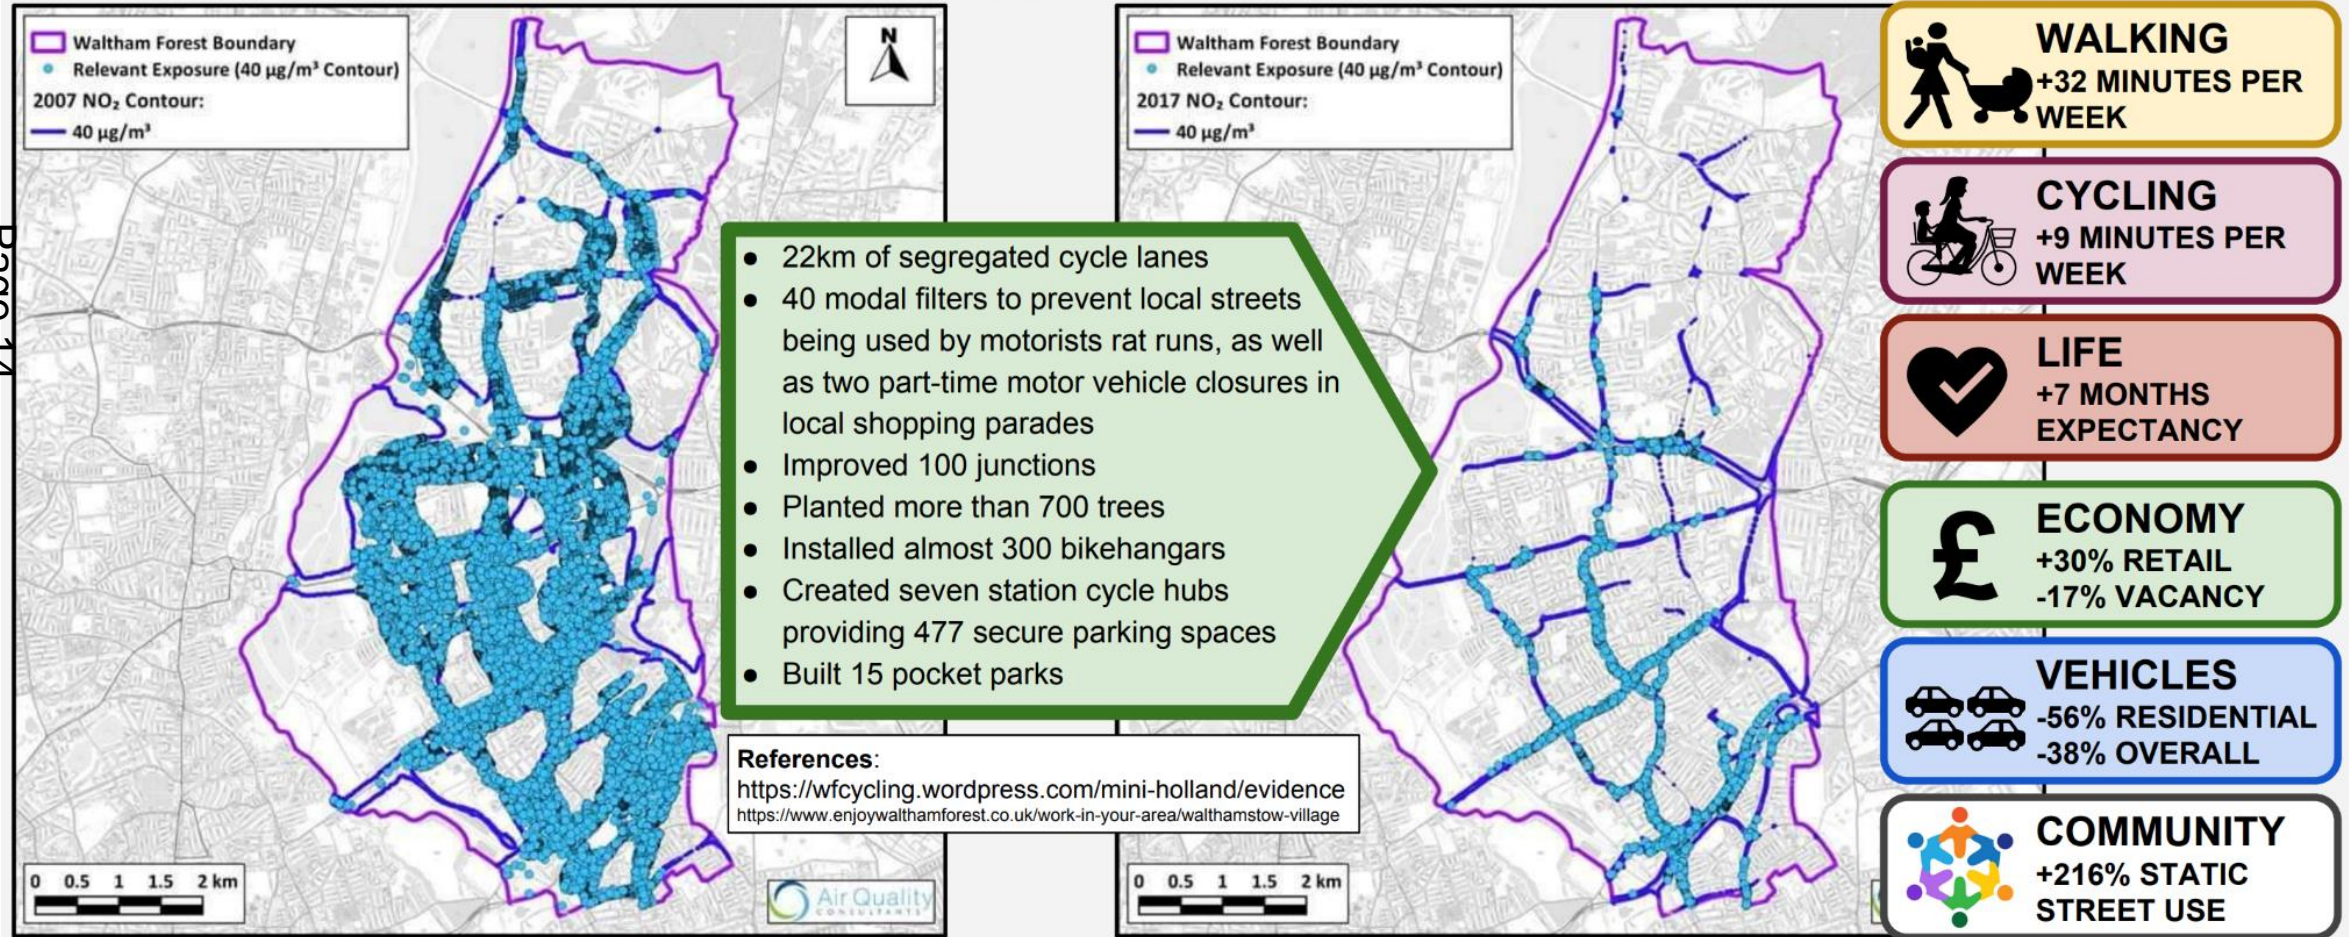 Waltham Forest Boundary
Relevant Exposure (40 µg/m³ Contour)
2007 NO₂ Contour:
40 µg/m³
N
0 0.5 1 1.5 2 km
Air Quality
CONSULTANTS
22km of segregated cycle lanes
40 modal filters to prevent local streets
being used by motorists rat runs, as well
as two part-time motor vehicle closures in
local shopping parades
Improved 100 junctions
Planted more than 700 trees
Installed almost 300 bikehangars
Created seven station cycle hubs
providing 477 secure parking spaces
Built 15 pocket parks
References:
https://wfcycling.wordpress.com/mini-holland/evidence
https://www.enjoywalthamforest.co.uk/work-in-your-area/walthamstow-village
Waltham Forest Boundary
Relevant Exposure (40 µg/m³ Contour)
2017 NO₂ Contour:
40 µg/m³
0 0.5 1 1.5 2 km
WALKING
+32 MINUTES PER
WEEK
CYCLING
+9 MINUTES PER
WEEK
LIFE
+7 MONTHS
EXPECTANCY
£
ECONOMY
+30% RETAIL
-17% VACANCY
VEHICLES
-56% RESIDENTIAL
-38% OVERALL
COMMUNITY
+216% STATIC
STREET USE